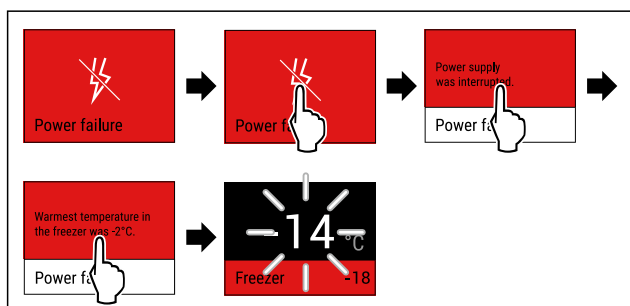 Power failure
Power fa
Power supply
was interrupted.
Power fa
Warmest temperature in
the freezer was -2°C.
Power fa
-14 °C
Freezer -18